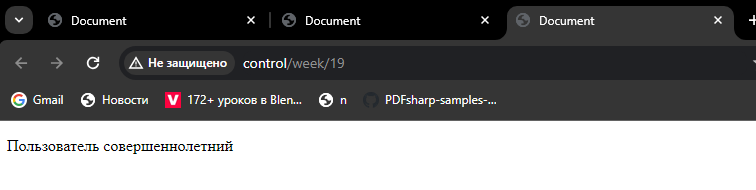 Document
Document
Document
Не защищено control/week/19
Gmail Новости 172+ уроков в Blen... n PDFsharp-samples-...
Пользователь совершеннолетний